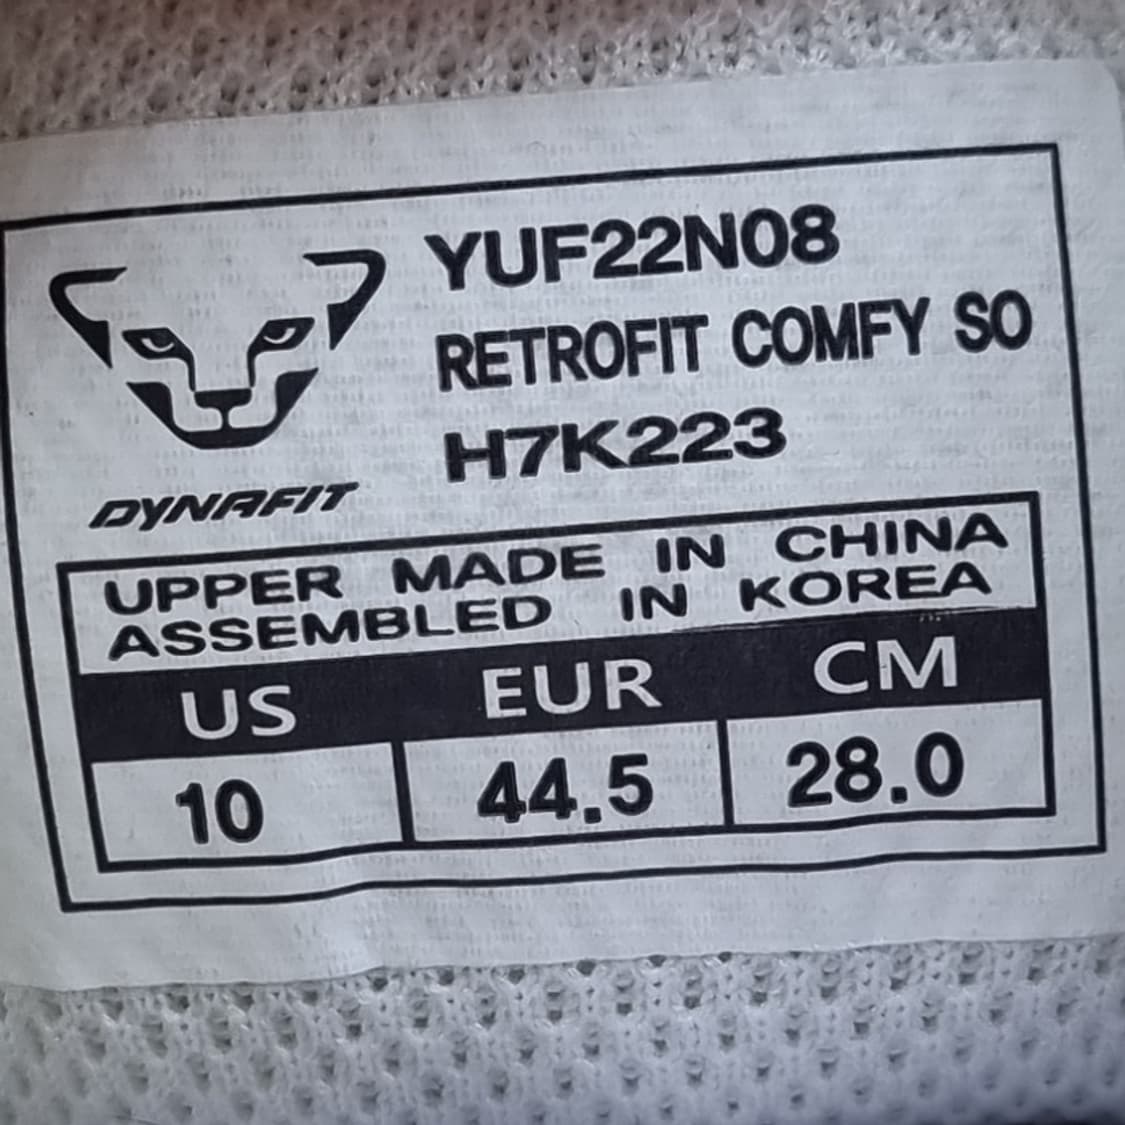 YUF22N08
RETROFIT COMFY SO
H7K223
DYNAFIT
UPPER MADE IN CHINA
ASSEMBLED IN KOREA
US EUR CM
10 44.5 28.0